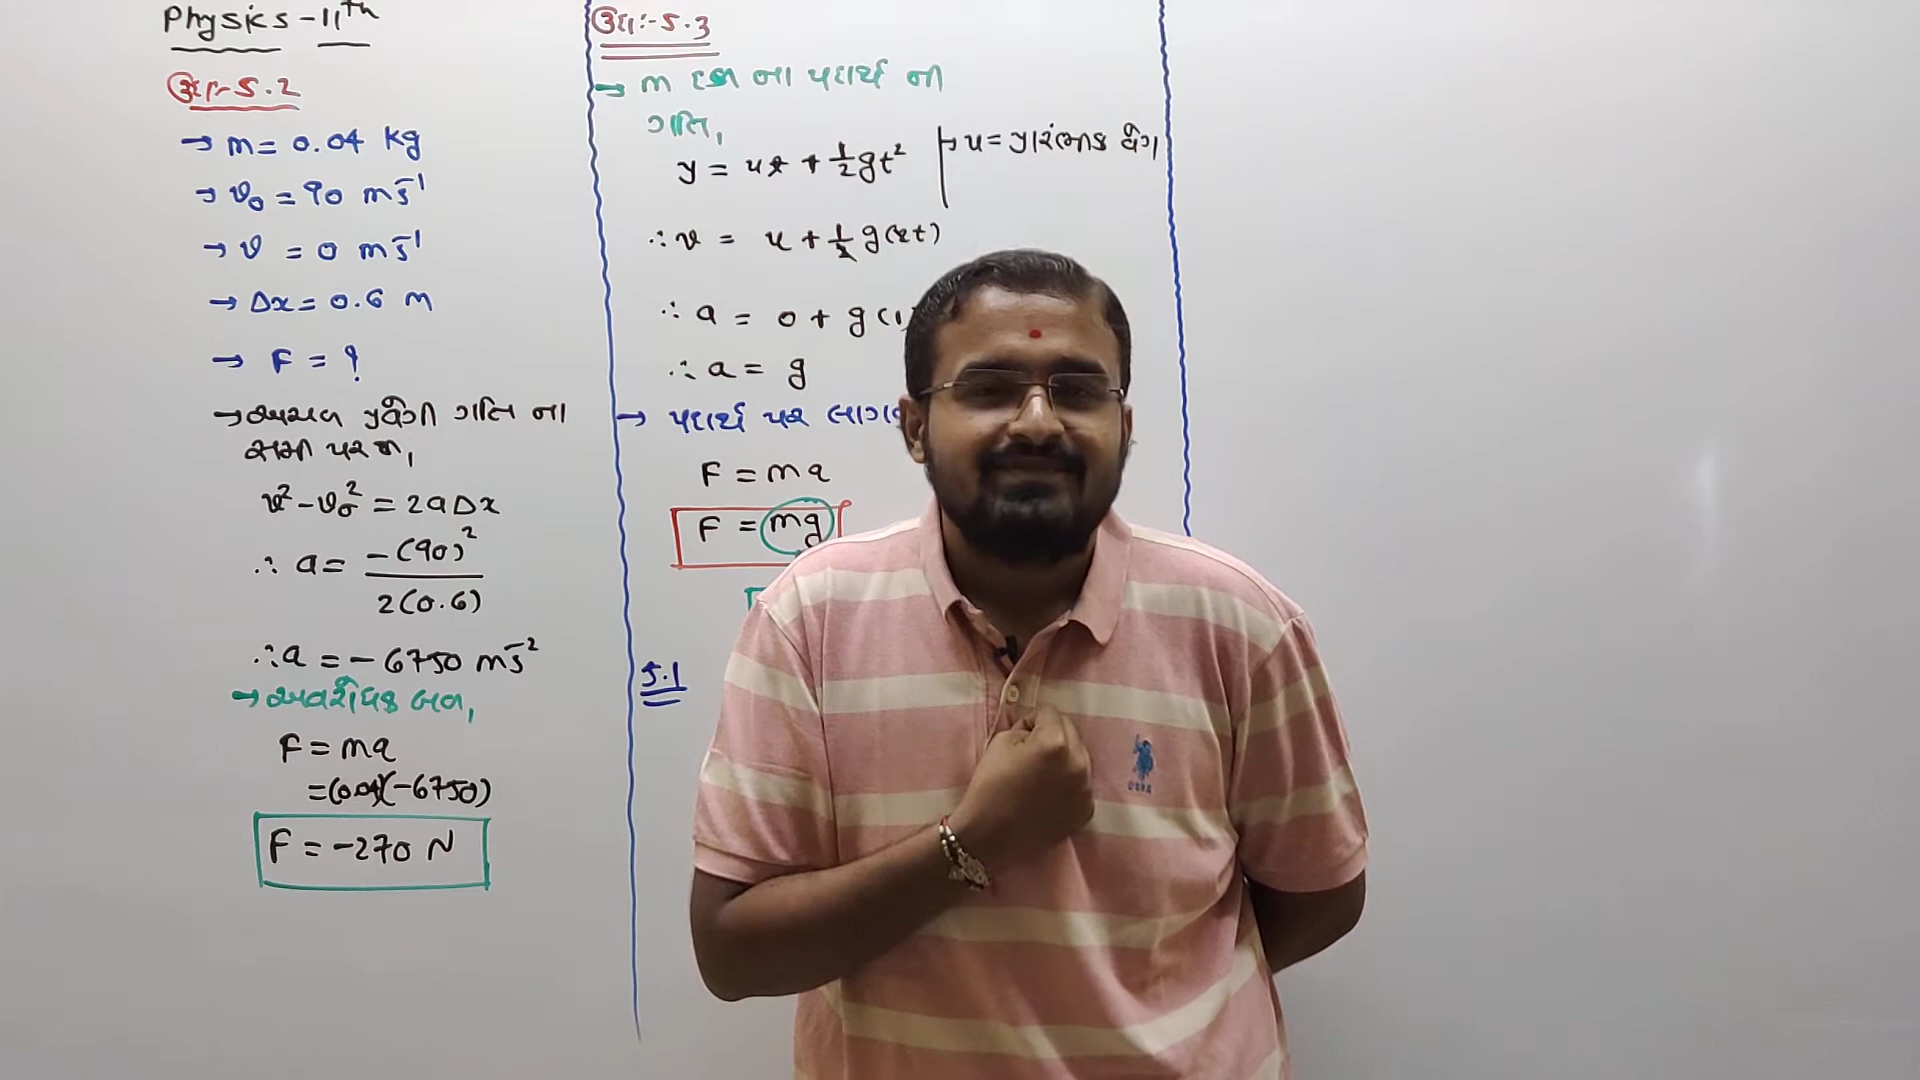 Physics - 11th
ઉદા:- 5.2
→ m = 0.04 kg
→ v₀ = 90 ms⁻¹
→ v = 0 ms⁻¹
→ Δx = 0.6 m
→ F = ?
→ અચળ પ્રવેગી ગતિ ના
સમી પરથી,
v² - v₀² = 2aΔx
∴ a = -(90)²
2(0.6)
∴ a = - 6750 ms⁻²
→ અવરોધક બળ,
F = ma
=(0.04)(-6750)
F = -270 N
ઉદા:- 5.3
→ m દળ ના પદાર્થ ની
ગતિ,
y = ut + ½gt²
→ u = પ્રારંભિક વેગ
∴ v = u + ½ g(2t)
∴ a = 0 + g(1
∴ a = g
→ પદાર્થ પર લાગ
F = ma
F = mg
5.1
USPA